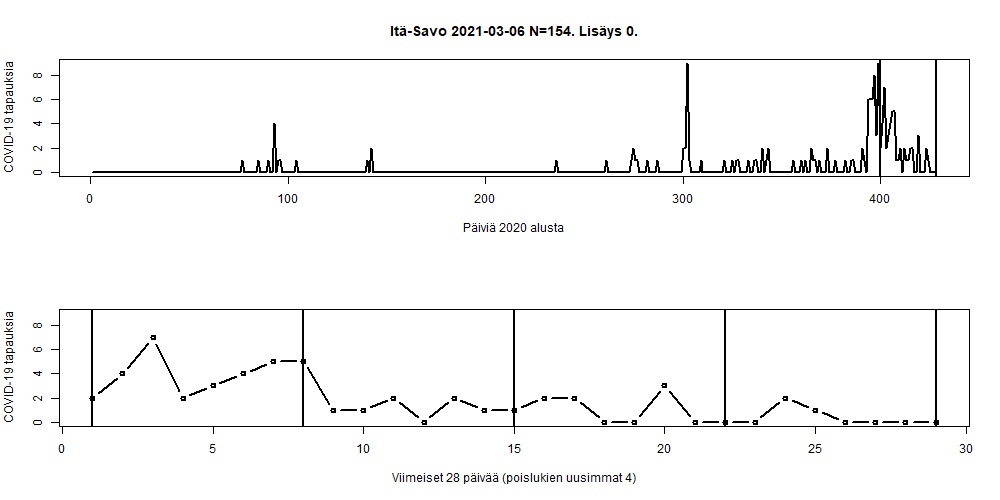 Itä-Savo 2021-03-06 N=154. Lisäys 0.
COVID-19 tapauksia
8
6
4
2
0
0 100 200 300 400
Päiviä 2020 alusta
COVID-19 tapauksia
8
6
4
2
0
0 5 10 15 20 25 30
Viimeiset 28 päivää (poislukien uusimmat 4)